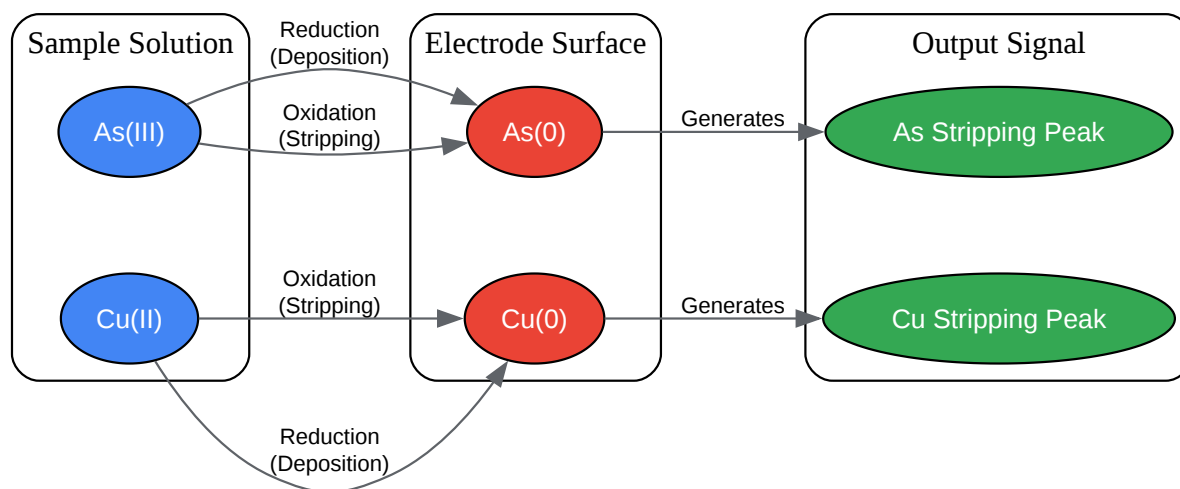 Sample Solution
Electrode Surface
Output Signal
Reduction
(Deposition)
As(III)
Oxidation
(Stripping)
As(0)
Generates
As Stripping Peak
Cu(II)
Oxidation
(Stripping)
Cu(0)
Generates
Cu Stripping Peak
Reduction
(Deposition)